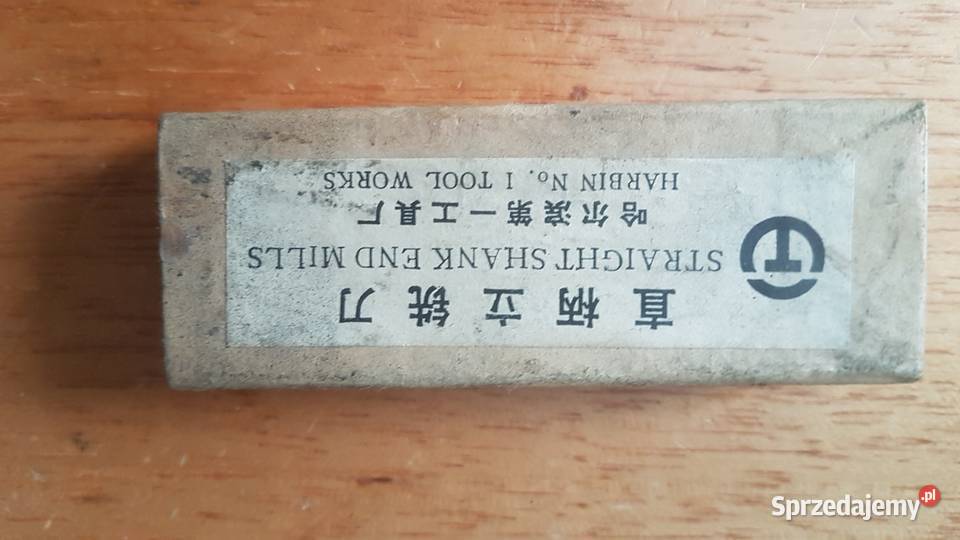 直柄立铣刀
STRAIGHT SHANK END MILLS
哈尔滨第一工具厂
HARBIN No. 1 TOOL WORKS
Sprzedajemy.pl